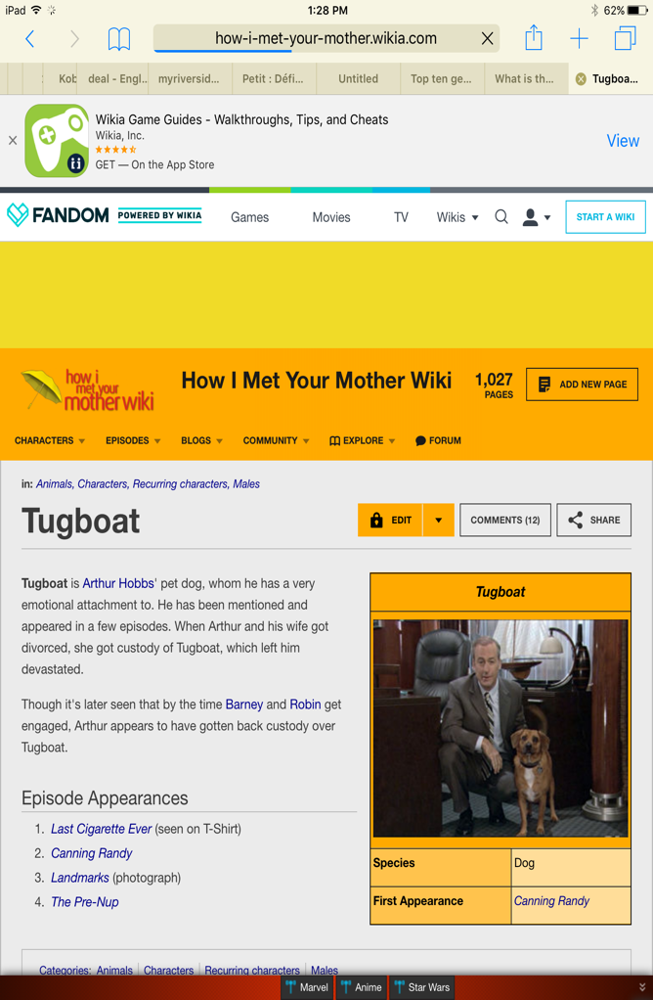 iPad 1:28 PM 62%
how-i-met-your-mother.wikia.com
Kob deal - Engl... myriversid... Petit : Défi... Untitled Top ten ge... What is th... Tugboa...
Wikia Game Guides - Walkthroughs, Tips, and Cheats
Wikia, Inc.
GET — On the App Store
View
FANDOM POWERED BY WIKIA Games Movies TV Wikis START A WIKI
how i met your mother wiki
How I Met Your Mother Wiki
1,027 PAGES
ADD NEW PAGE
CHARACTERS EPISODES BLOGS COMMUNITY EXPLORE FORUM
in: Animals, Characters, Recurring characters, Males
Tugboat
EDIT COMMENTS (12) SHARE
Tugboat is Arthur Hobbs' pet dog, whom he has a very
emotional attachment to. He has been mentioned and
appeared in a few episodes. When Arthur and his wife got
divorced, she got custody of Tugboat, which left him
devastated.
Though it's later seen that by the time Barney and Robin get
engaged, Arthur appears to have gotten back custody over
Tugboat.
Episode Appearances
1. Last Cigarette Ever (seen on T-Shirt)
2. Canning Randy
3. Landmarks (photograph)
4. The Pre-Nup
Tugboat
Species Dog
First Appearance Canning Randy
Categories: Animals Characters Recurring characters Males
Marvel Anime Star Wars